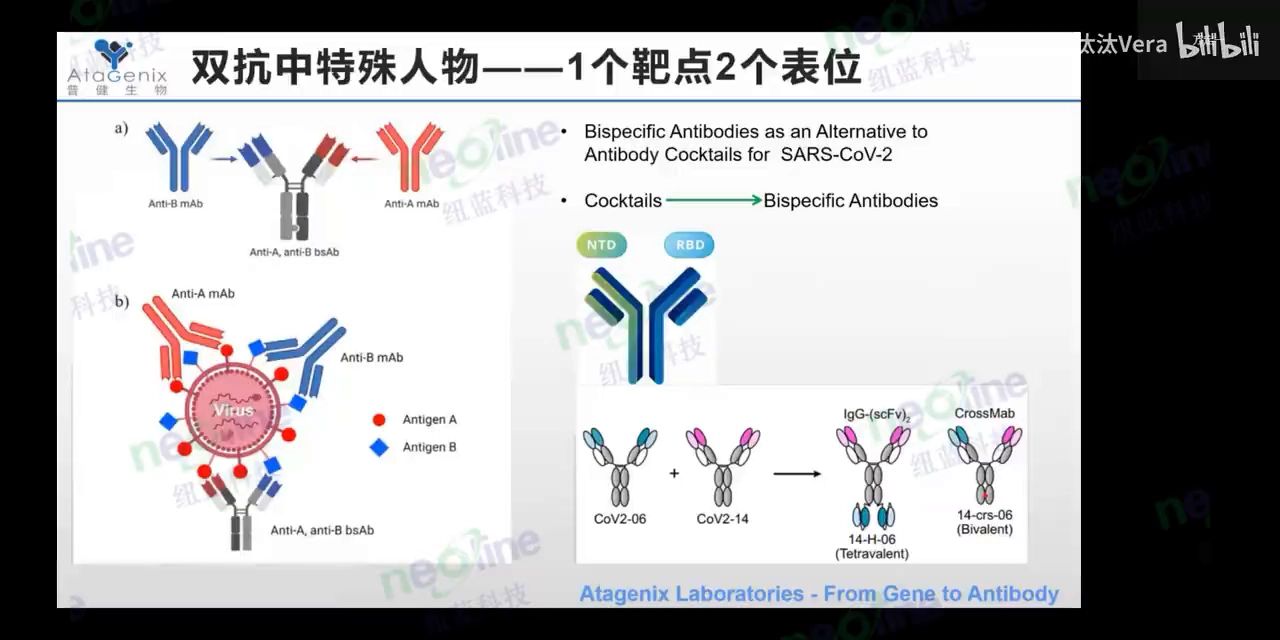 汰汰Vera bilibili
AtaGenix
普健生物
双抗中特殊人物——1个靶点2个表位
a)
Anti-B mAb
Anti-A mAb
Anti-A, anti-B bsAb
b)
Anti-A mAb
Anti-B mAb
Virus
Antigen A
Antigen B
Anti-A, anti-B bsAb
• Bispecific Antibodies as an Alternative to
Antibody Cocktails for SARS-CoV-2
• Cocktails Bispecific Antibodies
NTD RBD
IgG-(scFv)2
CrossMab
+
CoV2-06
CoV2-14
14-H-06
(Tetravalent)
14-crs-06
(Bivalent)
Atagenix Laboratories - From Gene to Antibody
neoline
纽蓝科技